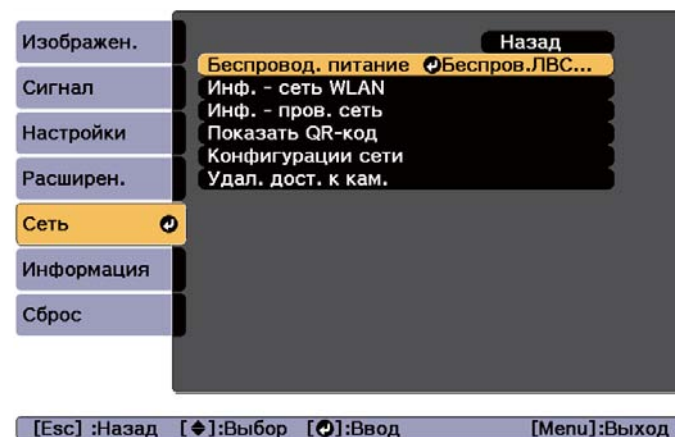 Изображен.
Сигнал
Настройки
Расширен.
Сеть
Информация
Сброс
Назад
Беспровод. питание Беспров.ЛВС...
Инф. - сеть WLAN
Инф. - пров. сеть
Показать QR-код
Конфигурации сети
Удал. дост. к кам.
[Esc] :Назад [◆]:Выбор [↵]:Ввод [Menu]:Выход